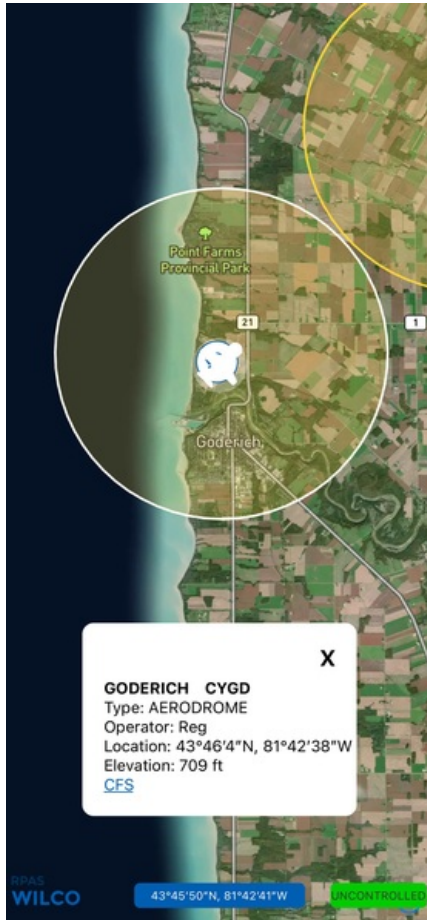 Point Farms
Provincial Park
21
1
Goderich
X
GODERICH CYGD
Type: AERODROME
Operator: Reg
Location: 43°46'4"N, 81°42'38"W
Elevation: 709 ft
CFS
RPAS
WILCO
43°45'50"N, 81°42'41"W
UNCONTROLLED